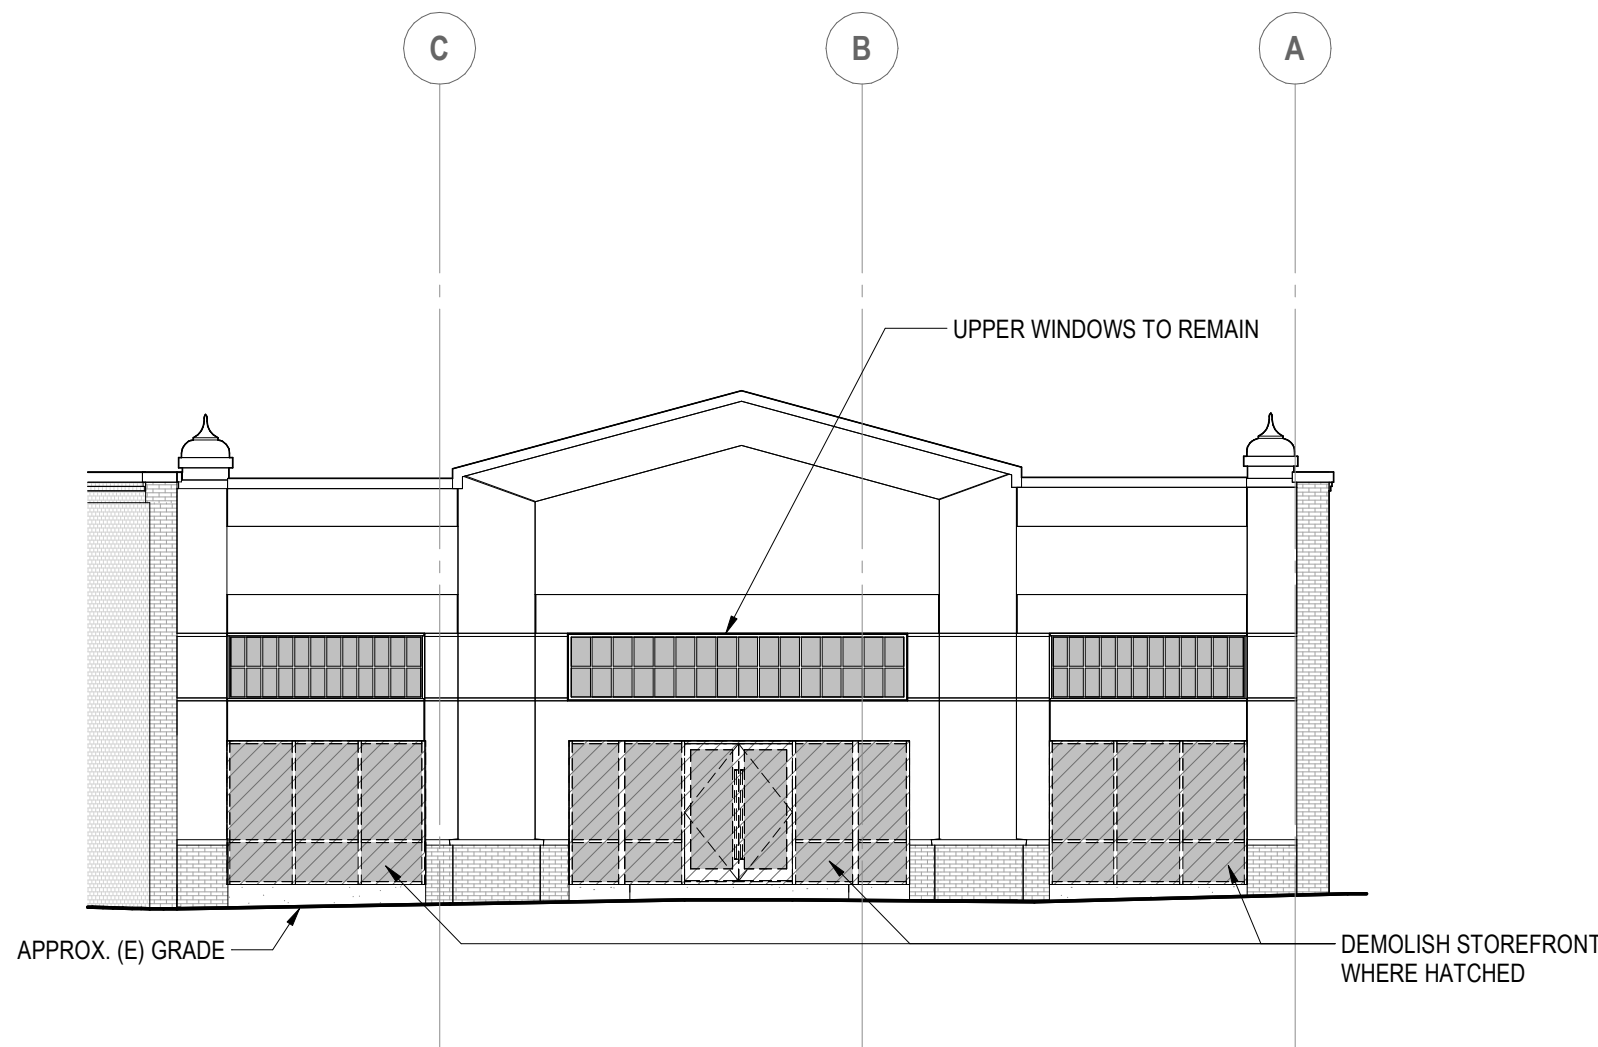 C
B
A
UPPER WINDOWS TO REMAIN
APPROX. (E) GRADE
DEMOLISH STOREFRONT
WHERE HATCHED